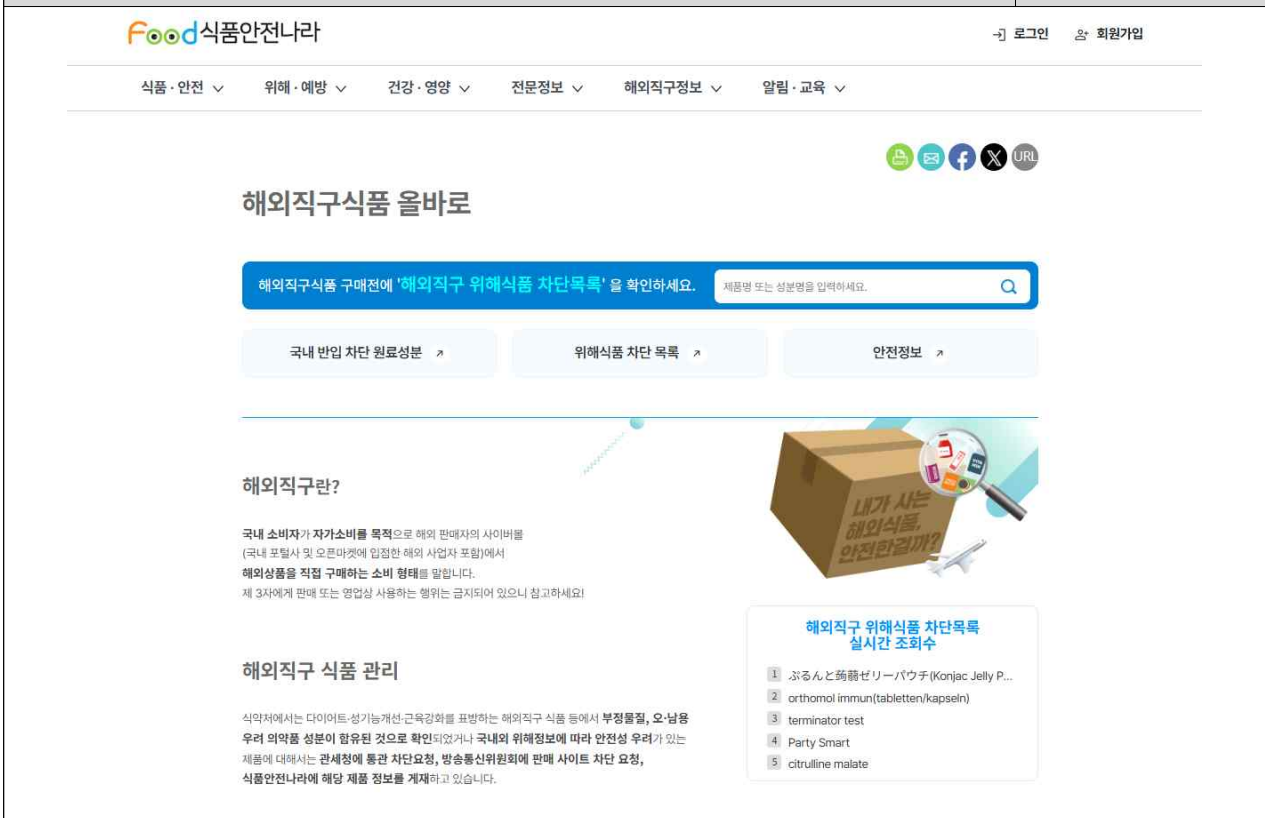 Food 식품안전나라
로그인 회원가입
식품·안전 위해·예방 건강·영양 전문정보 해외직구정보 알림·교육
URL
해외직구식품 올바로
해외직구식품 구매전에 '해외직구 위해식품 차단목록' 을 확인하세요. 제품명 또는 성분명을 입력하세요.
국내 반입 차단 원료성분 위해식품 차단 목록 안전정보
해외직구란?
국내 소비자가 자가소비를 목적으로 해외 판매자의 사이버몰
(국내 포털사 및 오픈마켓에 입점한 해외 사업자 포함)에서
해외상품을 직접 구매하는 소비 형태를 말합니다.
제 3자에게 판매 또는 영업상 사용하는 행위는 금지되어 있으니 참고하세요!
내가 사는
해외식품,
안전한걸까?
해외직구 식품 관리
식약처에서는 다이어트·성기능개선·근육강화를 표방하는 해외직구 식품 등에서 부정물질, 오·남용
우려 의약품 성분이 함유된 것으로 확인되었거나 국내외 위해정보에 따라 안전성 우려가 있는
제품에 대해서는 관세청에 통관 차단요청, 방송통신위원회에 판매 사이트 차단 요청,
식품안전나라에 해당 제품 정보를 게재하고 있습니다.
해외직구 위해식품 차단목록
실시간 조회수
1 ぷるんと蒟蒻ゼリーパウチ(Konjac Jelly P...
2 orthomol immun(tabletten/kapseln)
3 terminator test
4 Party Smart
5 citrulline malate